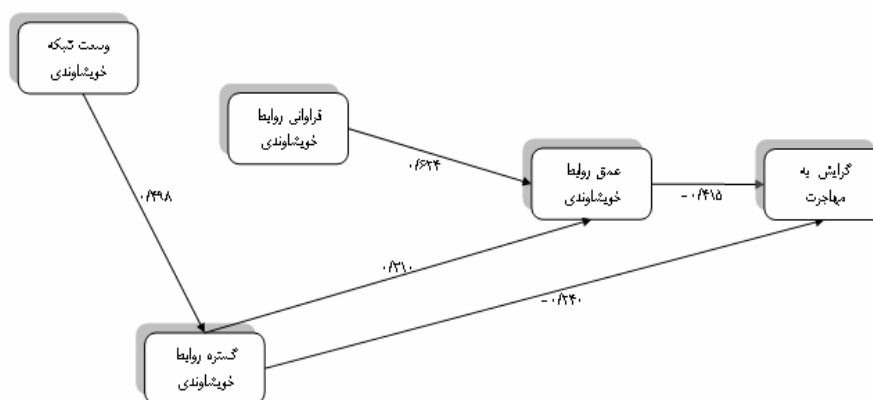 وسعت شبکه
خویشاوندی
فراوانی روابط
خویشاوندی
۰/۴۹۸
۰/۶۲۴
عمق روابط
خویشاوندی
-۰/۴۱۵
گرایش به
مهاجرت
۰/۳۱۰
-۰/۲۴۰
گستره روابط
خویشاوندی